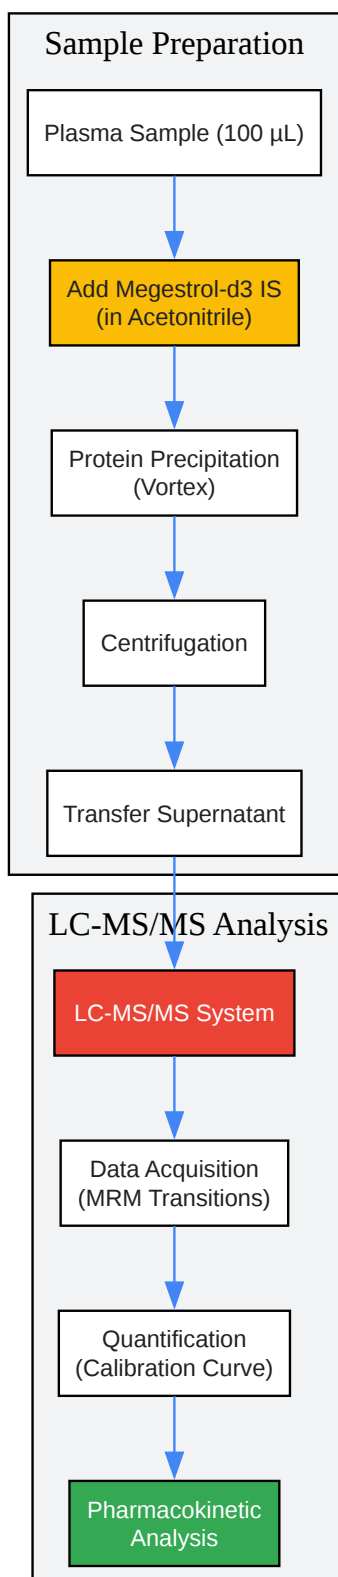 Sample Preparation
Plasma Sample (100 µL)
Add Megestrol-d3 IS
(in Acetonitrile)
Protein Precipitation
(Vortex)
Centrifugation
Transfer Supernatant
LC-MS/MS Analysis
LC-MS/MS System
Data Acquisition
(MRM Transitions)
Quantification
(Calibration Curve)
Pharmacokinetic
Analysis